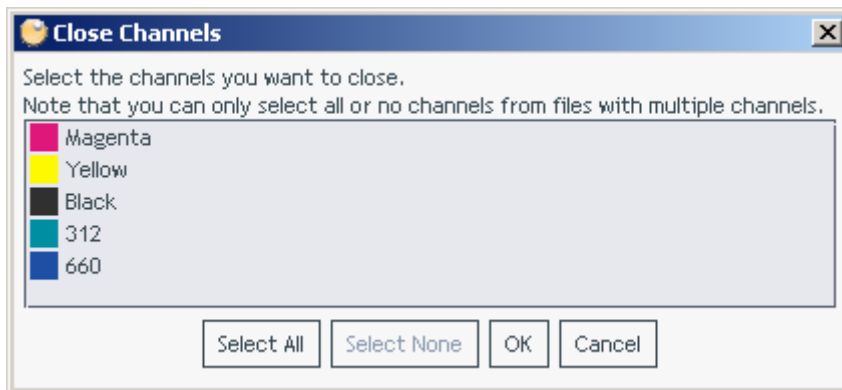 Close Channels
Select the channels you want to close.
Note that you can only select all or no channels from files with multiple channels.
Magenta
Yellow
Black
312
660
Select All Select None OK Cancel